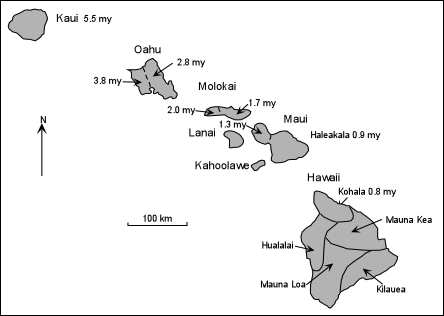 Kaui 5.5 my
Oahu
2.8 my
3.8 my
Molokai
1.7 my
2.0 my
1.3 my
Maui
Lanai
Haleakala 0.9 my
N
Kahoolawe
Hawaii
Kohala 0.8 my
100 km
Mauna Kea
Hualalai
Mauna Loa
Kilauea